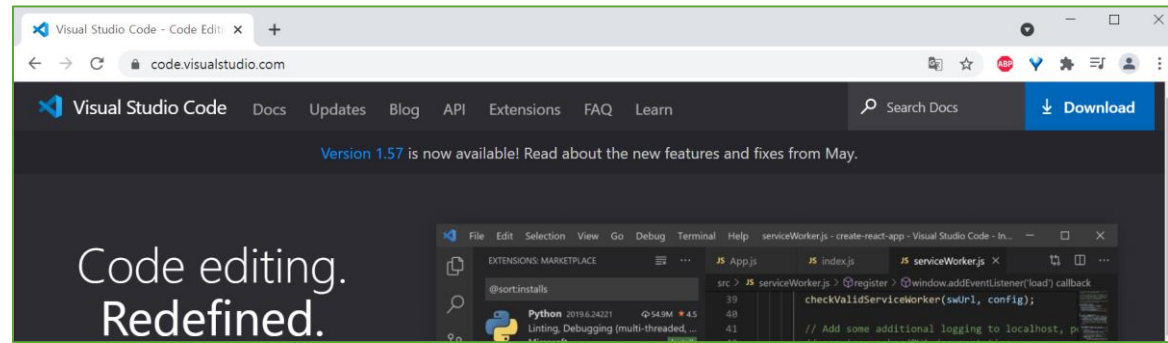 Visual Studio Code - Code Editi
code.visualstudio.com
ABP
Visual Studio Code Docs Updates Blog API Extensions FAQ Learn Search Docs Download
Version 1.57 is now available! Read about the new features and fixes from May.
Code editing.
Redefined.
File Edit Selection View Go Debug Terminal Help serviceWorker.js - create-react-app - Visual Studio Code - In...
EXTENSIONS: MARKETPLACE
@sort:installs
Python 2019.6.24221 54.9M 4.5
Linting, Debugging (multi-threaded, ...
JS App.js JS index.js JS serviceWorker.js
src > JS serviceWorker.js > register > window.addEventListener('load') callback
39 checkValidServiceWorker(swUrl, config);
40
41 // Add some additional logging to localhost,